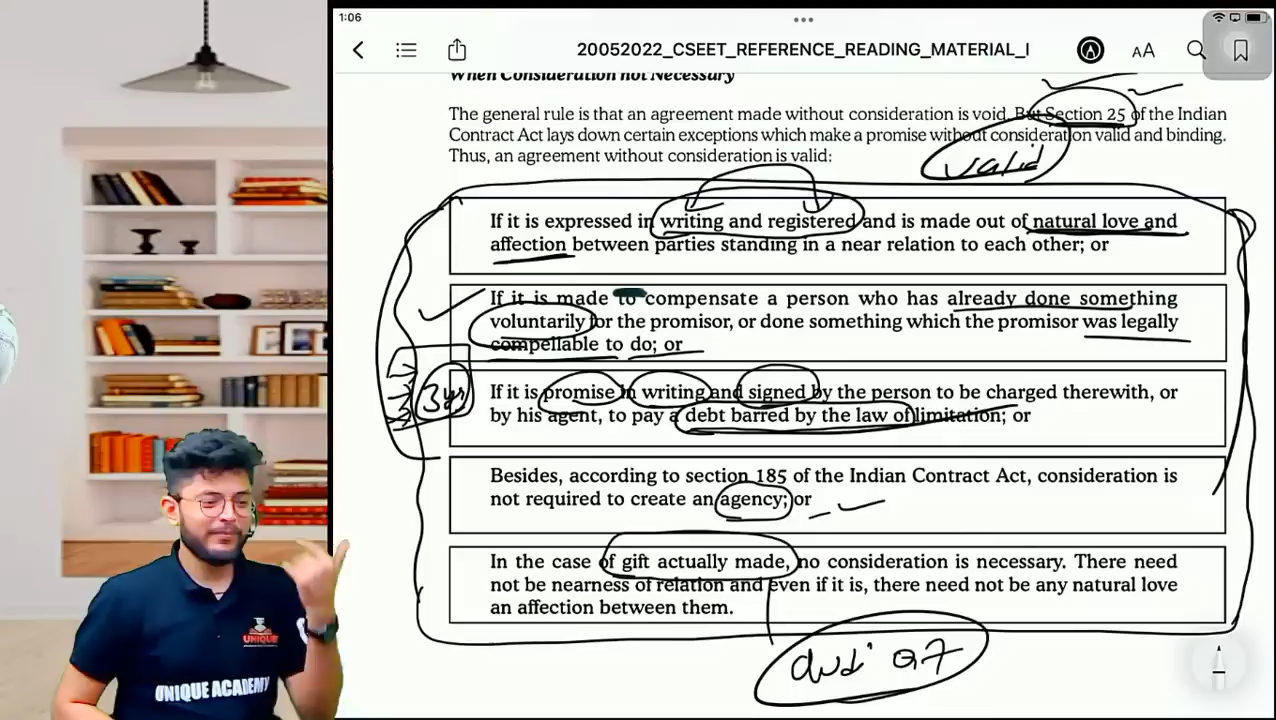 1:06
20052022_CSEET_REFERENCE_READING_MATERIAL_I
AA
When Consideration not Necessary
The general rule is that an agreement made without consideration is void. But Section 25 of the Indian
Contract Act lays down certain exceptions which make a promise without consideration valid and binding.
Thus, an agreement without consideration is valid:
valid
If it is expressed in writing and registered and is made out of natural love and
affection between parties standing in a near relation to each other; or
If it is made to compensate a person who has already done something
voluntarily for the promisor, or done something which the promisor was legally
compellable to do; or
3 yr
If it is promise in writing and signed by the person to be charged therewith, or
by his agent, to pay a debt barred by the law of limitation; or
Besides, according to section 185 of the Indian Contract Act, consideration is
not required to create an agency; or
In the case of gift actually made, no consideration is necessary. There need
not be nearness of relation and even if it is, there need not be any natural love
an affection between them.
UNIQUE
UNIQUE ACADEMY